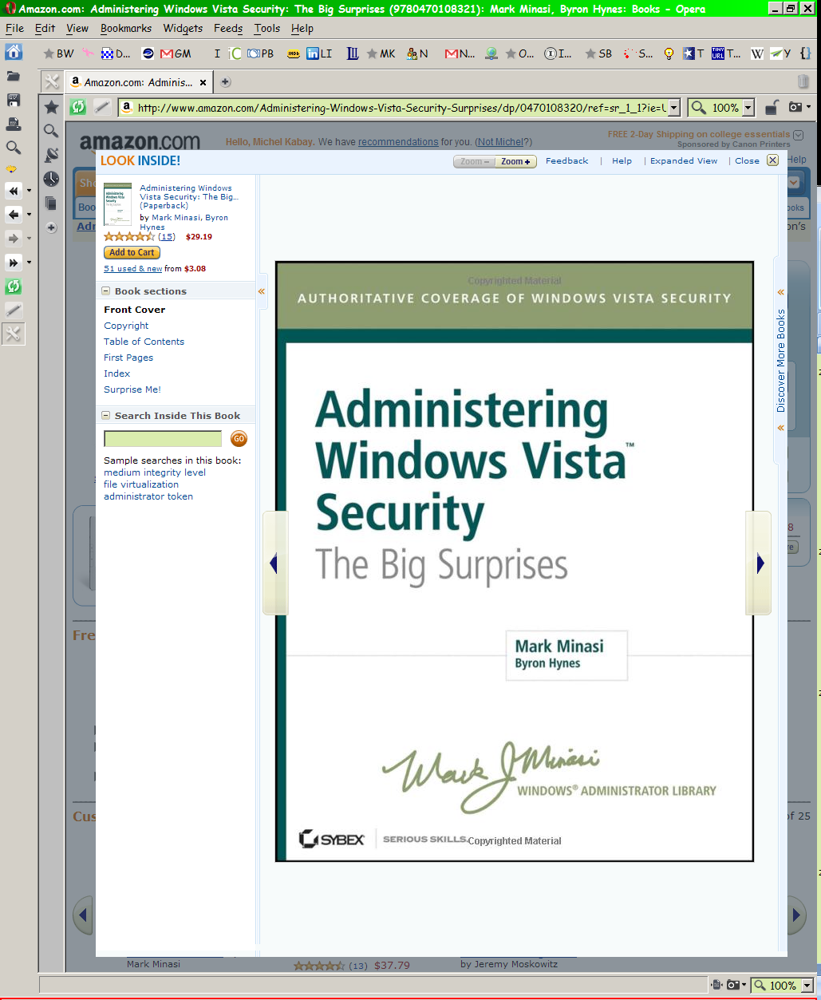 Amazon.com: Administering Windows Vista Security: The Big Surprises (9780470108321): Mark Minasi, Byron Hynes: Books - Opera
File Edit View Bookmarks Widgets Feeds Tools Help
BW D... GM I C PB LI MK N N... O... I... SB S... T T... W Y {}
Amazon.com: Adminis...
http://www.amazon.com/Administering-Windows-Vista-Security-Surprises/dp/0470108320/ref=sr_1_1?ie=U 100%
amazon.com Hello, Michel Kabay. We have recommendations for you. (Not Michel?) FREE 2-Day Shipping on college essentials
Sponsored by Canon Printers
LOOK INSIDE! Zoom – Zoom + Feedback | Help | Expanded View | Close Help
Administering Windows
Vista Security: The Big...
(Paperback)
by Mark Minasi, Byron
Hynes
(15) $29.19
Add to Cart
51 used & new from $3.08
Book sections
Front Cover
Copyright
Table of Contents
First Pages
Index
Surprise Me!
Search Inside This Book
GO
Sample searches in this book:
medium integrity level
file virtualization
administrator token
Copyrighted Material
AUTHORITATIVE COVERAGE OF WINDOWS VISTA SECURITY
Administering
Windows Vista™
Security
The Big Surprises
Mark Minasi
Byron Hynes
Mark J Minasi
WINDOWS® ADMINISTRATOR LIBRARY
SYBEX SERIOUS SKILLS.
Copyrighted Material
Discover More Books
Fre
Cus of 25
Mark Minasi (13) $37.79 by Jeremy Moskowitz
100%